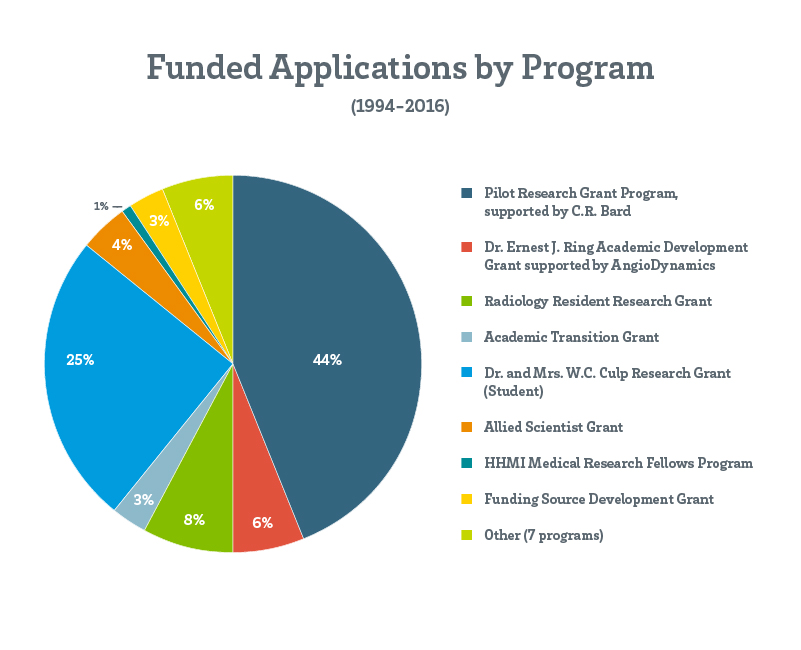 Funded Applications by Program
(1994–2016)
1%
3%
6%
4%
25%
44%
3%
8%
6%
Pilot Research Grant Program,
supported by C.R. Bard
Dr. Ernest J. Ring Academic Development
Grant supported by AngioDynamics
Radiology Resident Research Grant
Academic Transition Grant
Dr. and Mrs. W.C. Culp Research Grant
(Student)
Allied Scientist Grant
HHMI Medical Research Fellows Program
Funding Source Development Grant
Other (7 programs)